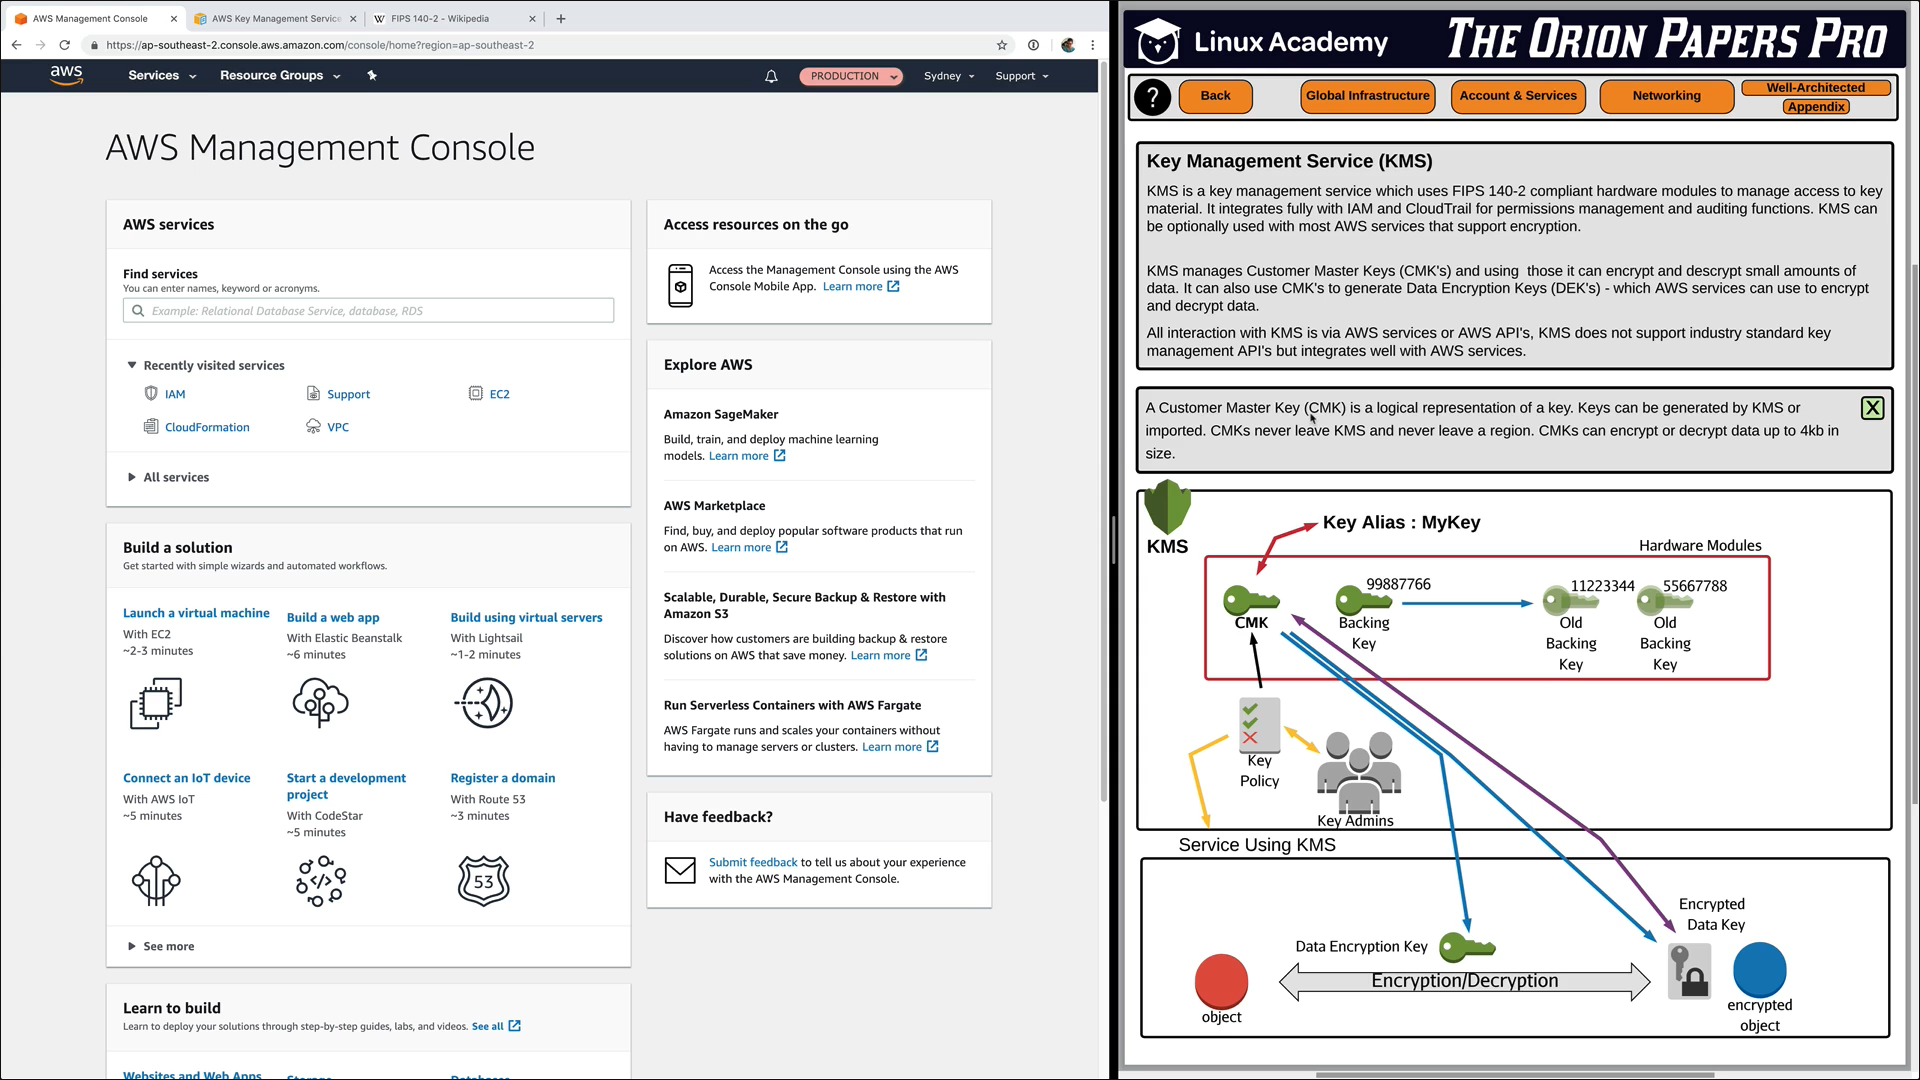 AWS Management Console
AWS Key Management Service
FIPS 140-2 - Wikipedia
https://ap-southeast-2.console.aws.amazon.com/console/home?region=ap-southeast-2
aws
Services
Resource Groups
PRODUCTION
Sydney
Support
AWS Management Console
AWS services
Find services
You can enter names, keyword or acronyms.
Example: Relational Database Service, database, RDS
Recently visited services
IAM
Support
EC2
CloudFormation
VPC
All services
Build a solution
Get started with simple wizards and automated workflows.
Launch a virtual machine
With EC2
~2-3 minutes
Build a web app
With Elastic Beanstalk
~6 minutes
Build using virtual servers
With Lightsail
~1-2 minutes
Connect an IoT device
With AWS IoT
~5 minutes
Start a development
project
With CodeStar
~5 minutes
Register a domain
With Route 53
~3 minutes
53
See more
Learn to build
Learn to deploy your solutions through step-by-step guides, labs, and videos. See all
Websites and Web Apps
Storage
Databases
Access resources on the go
Access the Management Console using the AWS
Console Mobile App. Learn more
Explore AWS
Amazon SageMaker
Build, train, and deploy machine learning
models. Learn more
AWS Marketplace
Find, buy, and deploy popular software products that run
on AWS. Learn more
Scalable, Durable, Secure Backup & Restore with
Amazon S3
Discover how customers are building backup & restore
solutions on AWS that save money. Learn more
Run Serverless Containers with AWS Fargate
AWS Fargate runs and scales your containers without
having to manage servers or clusters. Learn more
Have feedback?
Submit feedback to tell us about your experience
with the AWS Management Console.
Linux Academy
THE ORION PAPERS PRO
?
Back
Global Infrastructure
Account & Services
Networking
Well-Architected
Appendix
Key Management Service (KMS)
KMS is a key management service which uses FIPS 140-2 compliant hardware modules to manage access to key
material. It integrates fully with IAM and CloudTrail for permissions management and auditing functions. KMS can
be optionally used with most AWS services that support encryption.
KMS manages Customer Master Keys (CMK's) and using those it can encrypt and descrypt small amounts of
data. It can also use CMK's to generate Data Encryption Keys (DEK's) - which AWS services can use to encrypt
and decrypt data.
All interaction with KMS is via AWS services or AWS API's, KMS does not support industry standard key
management API's but integrates well with AWS services.
A Customer Master Key (CMK) is a logical representation of a key. Keys can be generated by KMS or
imported. CMKs never leave KMS and never leave a region. CMKs can encrypt or decrypt data up to 4kb in
size.
X
KMS
Key Alias : MyKey
Hardware Modules
CMK
99887766
Backing
Key
11223344
Old
Backing
Key
55667788
Old
Backing
Key
Key
Policy
Key Admins
Service Using KMS
Encrypted
Data Key
Data Encryption Key
Encryption/Decryption
object
encrypted
object